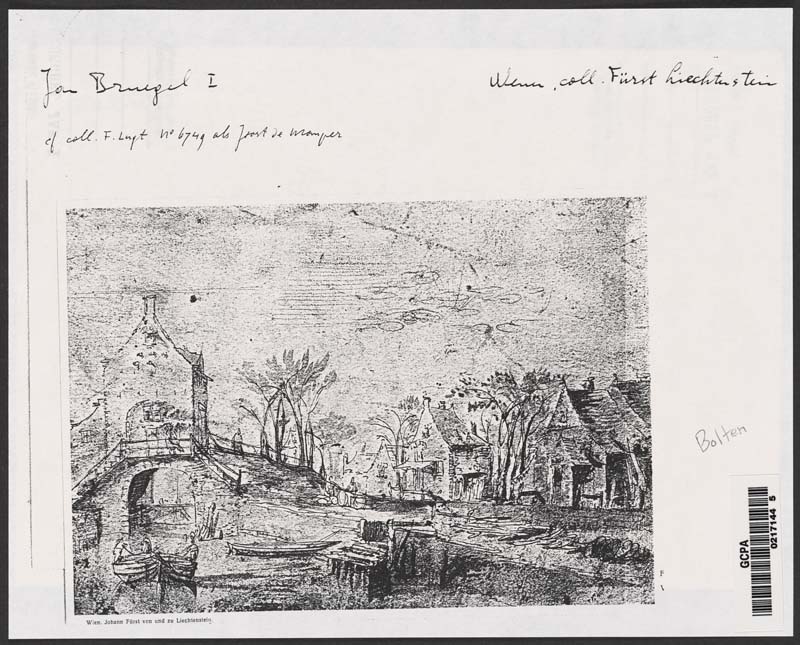 Jan Bruegel I
Wenen, coll. Fürst Liechtenstein
cf coll. F. Lugt No 6749 als Joost de Momper
Bolten
GCPA
0217144 5
F
Wien, Johann Fürst von und zu Liechtenstein.